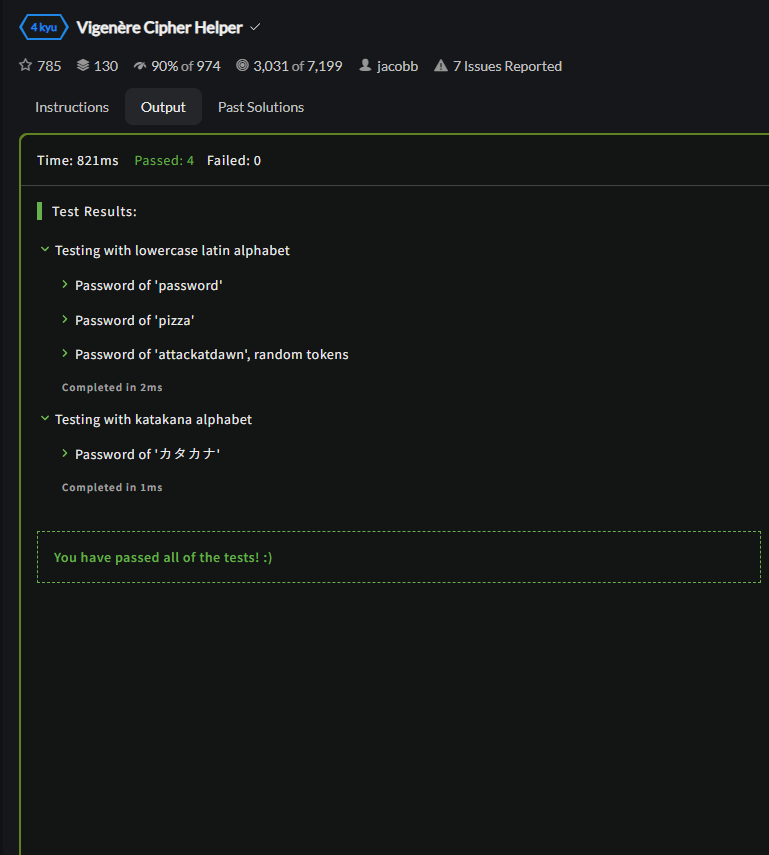 4 kyu Vigenère Cipher Helper
785 130 90% of 974 3,031 of 7,199 jacobb 7 Issues Reported
Instructions Output Past Solutions
Time: 821ms Passed: 4 Failed: 0
Test Results:
Testing with lowercase latin alphabet
Password of 'password'
Password of 'pizza'
Password of 'attackatdawn', random tokens
Completed in 2ms
Testing with katakana alphabet
Password of 'カタカナ'
Completed in 1ms
You have passed all of the tests! :)